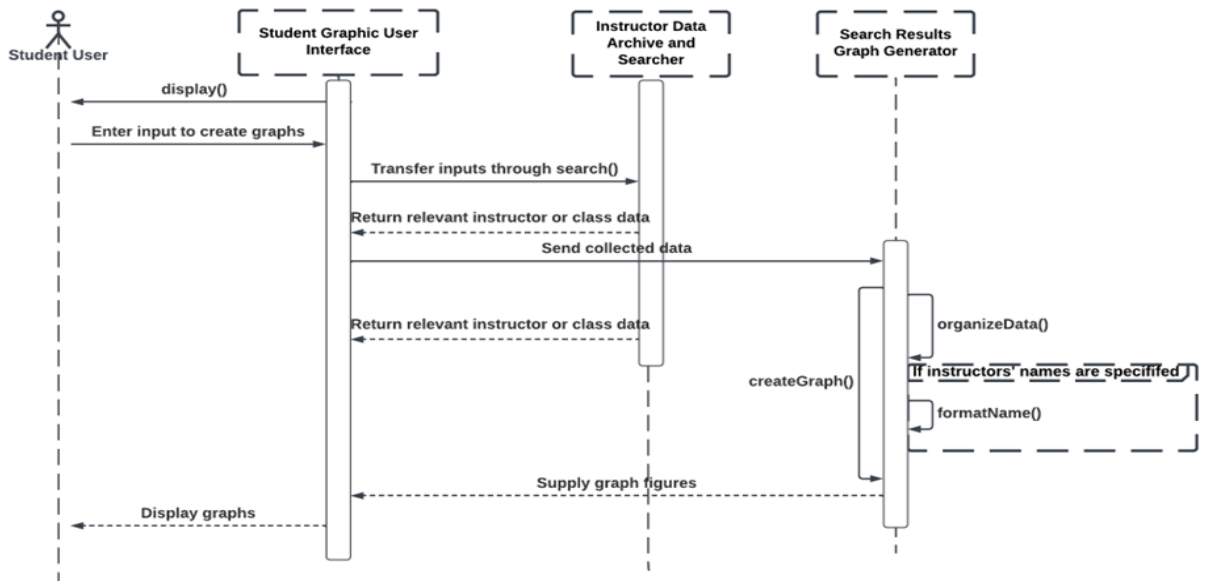 Student User
Student Graphic User
Interface
Instructor Data
Archive and
Searcher
Search Results
Graph Generator
display()
Enter input to create graphs
Transfer inputs through search()
Return relevant instructor or class data
Send collected data
Return relevant instructor or class data
organizeData()
If instructors' names are specififed
createGraph()
formatName()
Supply graph figures
Display graphs